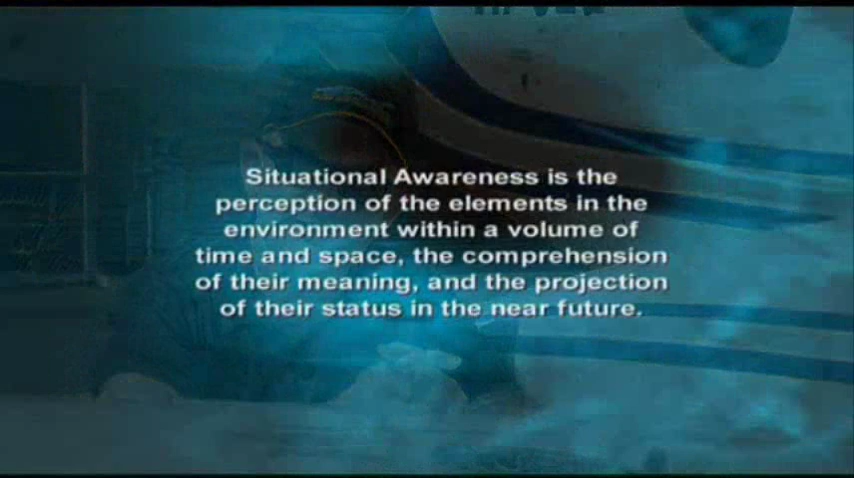 Situational Awareness is the
perception of the elements in the
environment within a volume of
time and space, the comprehension
of their meaning, and the projection
of their status in the near future.